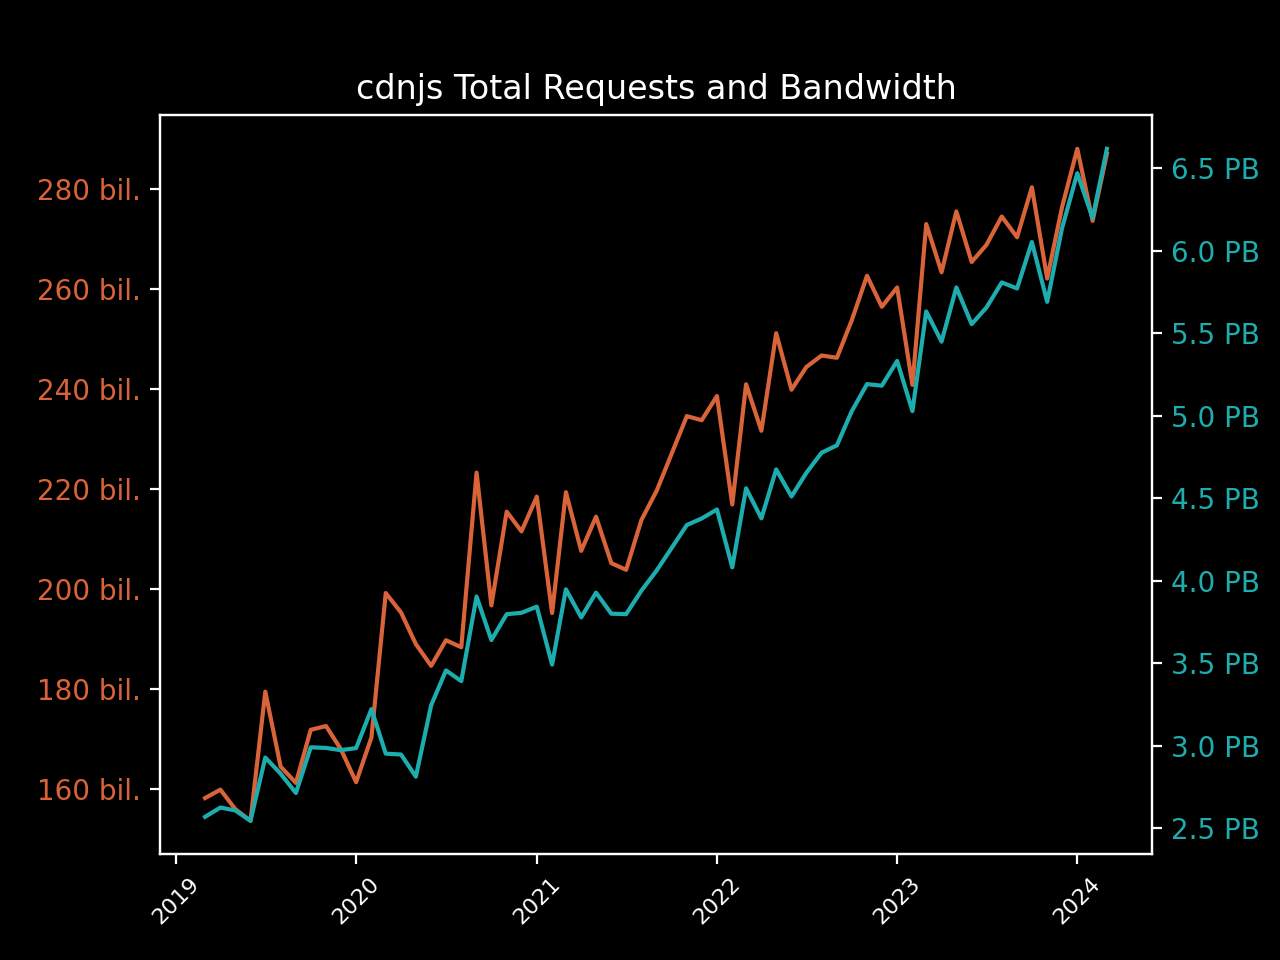 cdnjs Total Requests and Bandwidth
280 bil.
260 bil.
240 bil.
220 bil.
200 bil.
180 bil.
160 bil.
6.5 PB
6.0 PB
5.5 PB
5.0 PB
4.5 PB
4.0 PB
3.5 PB
3.0 PB
2.5 PB
2019
2020
2021
2022
2023
2024